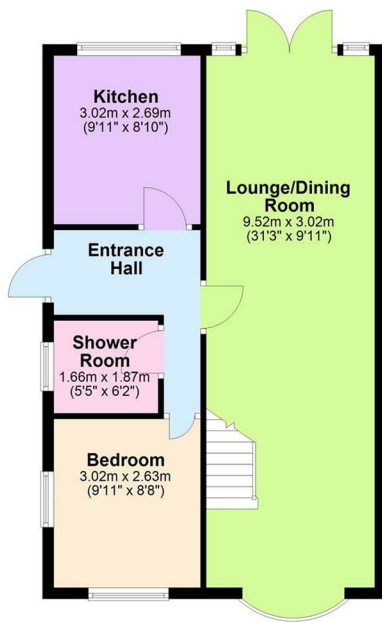 Kitchen
3.02m x 2.69m
(9'11" x 8'10")
Lounge/Dining
Room
9.52m x 3.02m
(31'3" x 9'11")
Entrance
Hall
Shower
Room
1.66m x 1.87m
(5'5" x 6'2")
Bedroom
3.02m x 2.63m
(9'11" x 8'8")